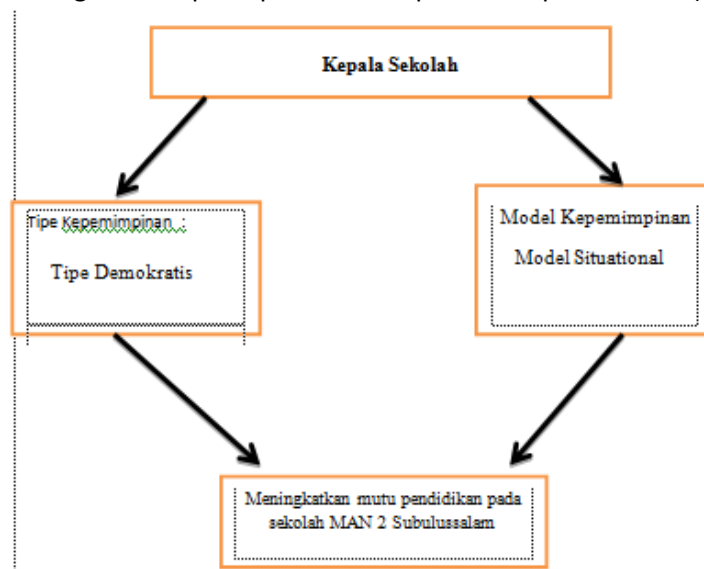 Kepala Sekolah
Tipe Kepemimpinan :
Tipe Demokratis
Model Kepemimpinan
Model Situational
Meningkatkan mutu pendidikan pada
sekolah MAN 2 Subulussalam